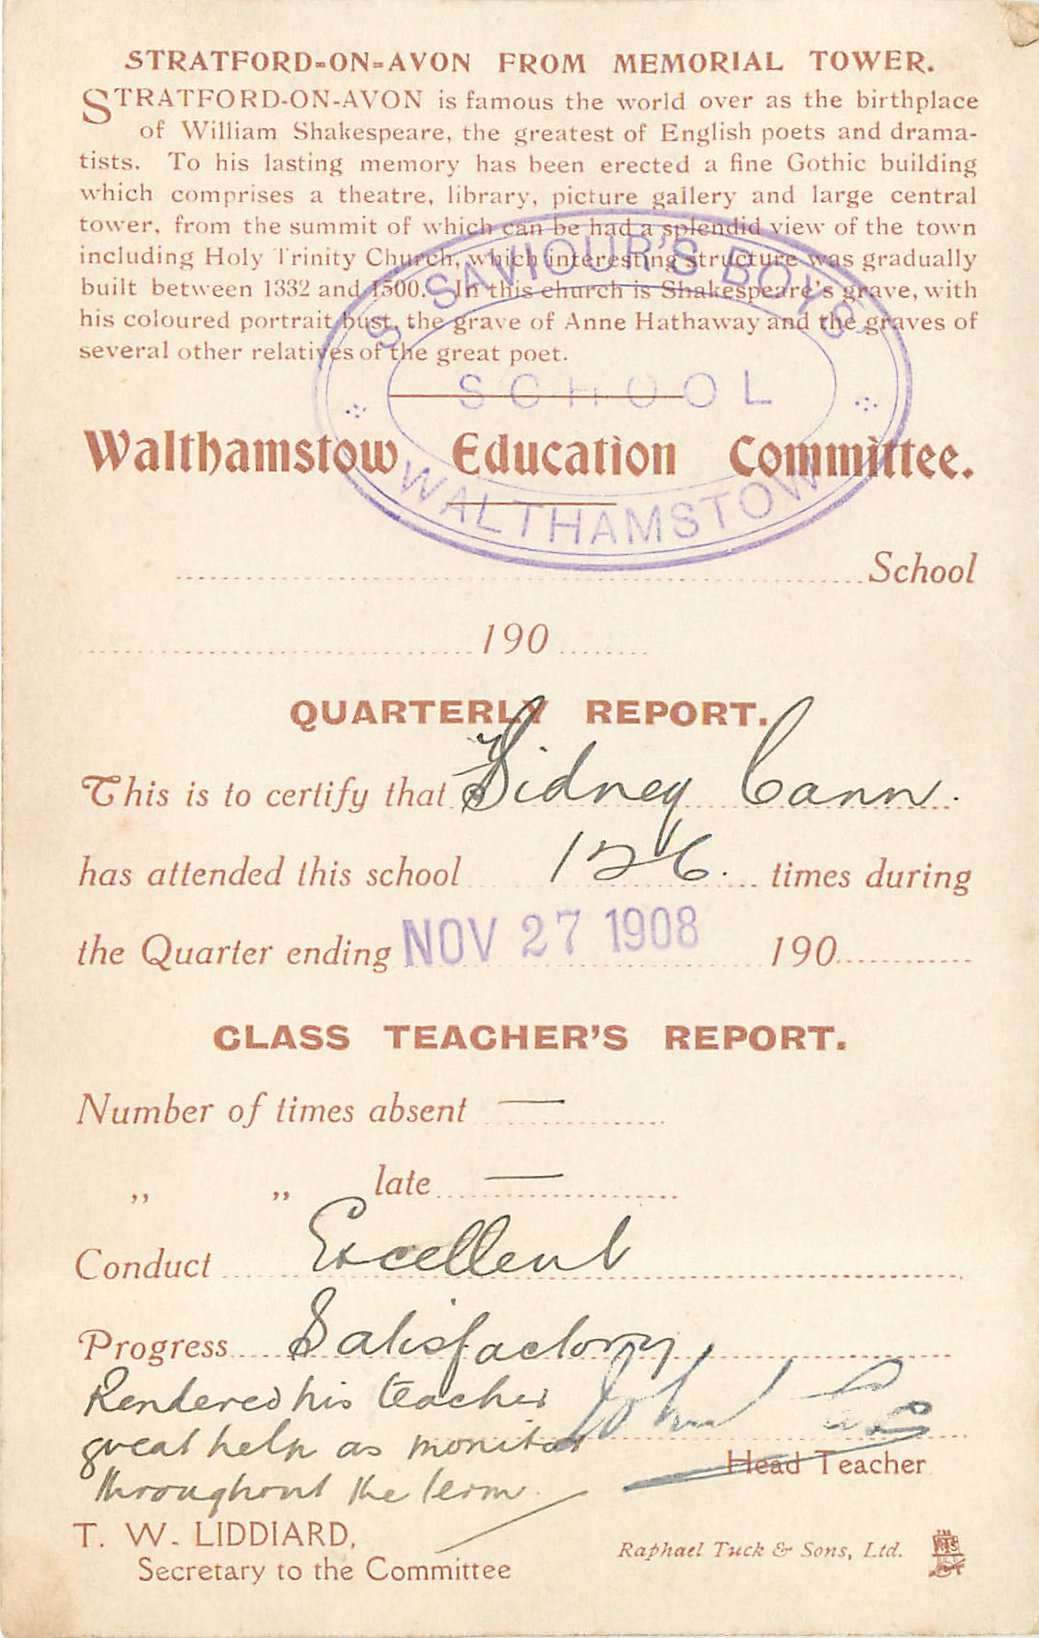 STRATFORD-ON-AVON FROM MEMORIAL TOWER.
STRATFORD-ON-AVON is famous the world over as the birthplace
of William Shakespeare, the greatest of English poets and drama-
tists. To his lasting memory has been erected a fine Gothic building
which comprises a theatre, library, picture gallery and large central
tower, from the summit of which can be had a splendid view of the town
including Holy Trinity Church, which interesting structure was gradually
built between 1332 and 1500. In this church is Shakespeare's grave, with
his coloured portrait bust, the grave of Anne Hathaway and the graves of
several other relatives of the great poet.
S. SAVIOUR'S BOYS
SCHOOL
WALTHAMSTOW
Walthamstow Education Committee.
School
190
QUARTERLY REPORT.
This is to certify that Sidney Cann.
has attended this school 126. times during
the Quarter ending NOV 27 1908 190
CLASS TEACHER'S REPORT.
Number of times absent —
„ „ late —
Conduct Excellent
Progress Satisfactory
Rendered his teacher
great help as monitor
throughout the term.
John
Head Teacher
T. W. LIDDIARD,
Secretary to the Committee
Raphael Tuck & Sons, Ltd.